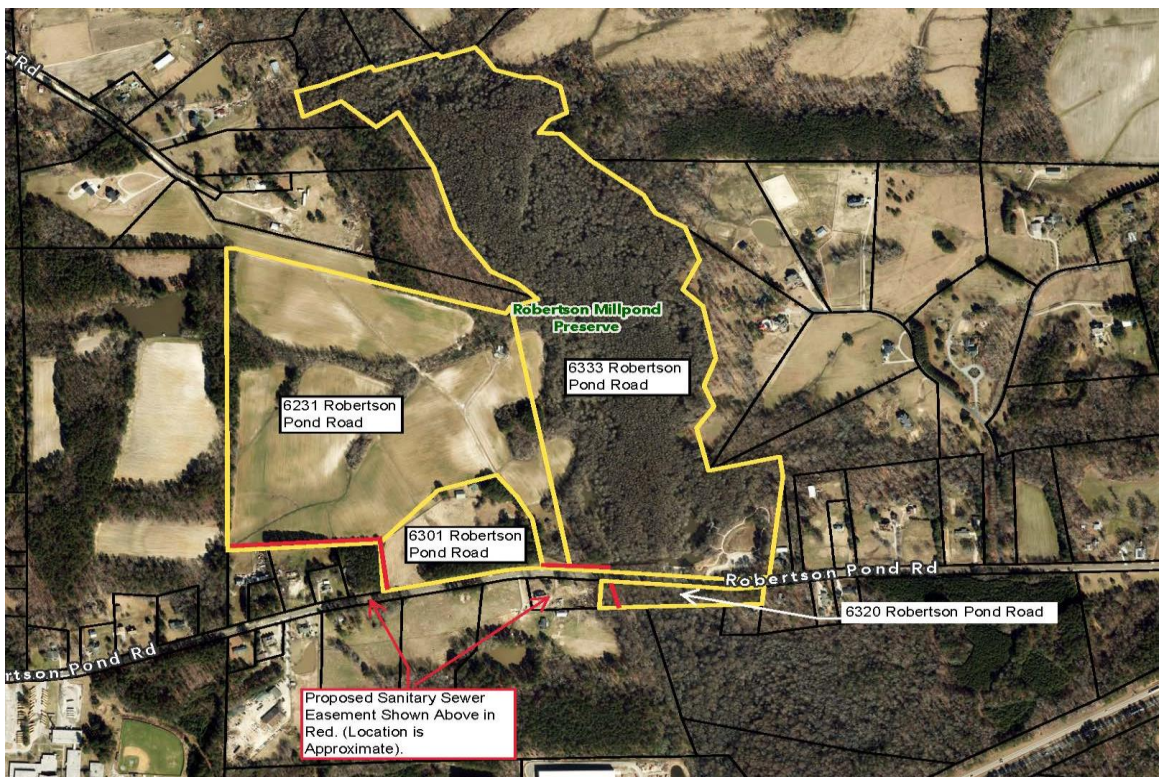 Rd
Robertson Millpond
Preserve
6333 Robertson
Pond Road
6231 Robertson
Pond Road
6301 Robertson
Pond Road
Robertson Pond Rd
6320 Robertson Pond Road
rtson Pond Rd
Proposed Sanitary Sewer
Easement Shown Above in
Red. (Location is
Approximate).